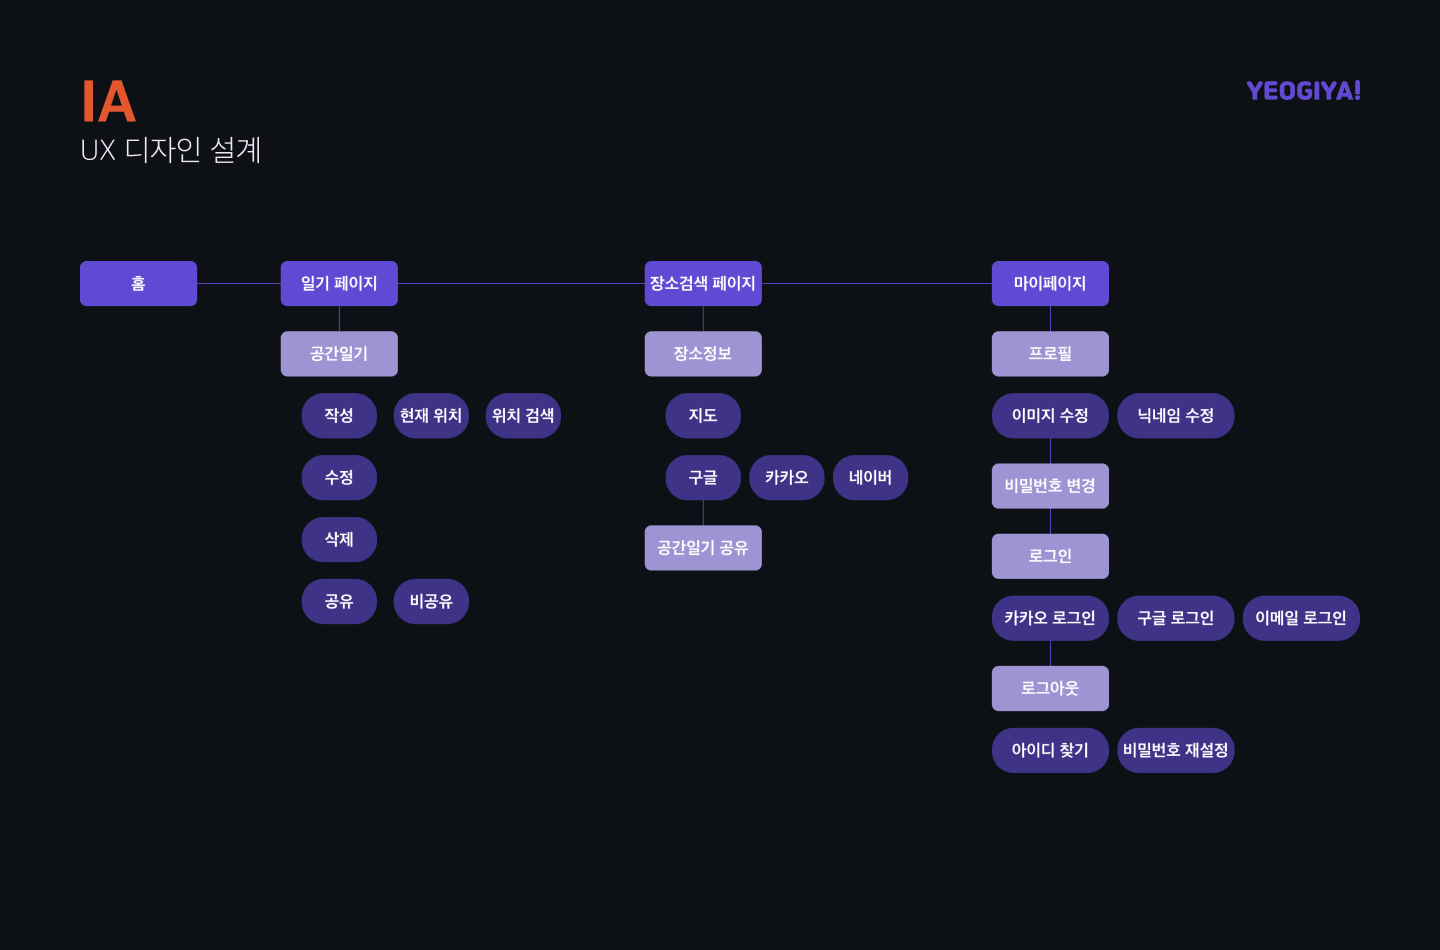 IA
YEOGIYA!
UX 디자인 설계
홈
일기 페이지
장소검색 페이지
마이페이지
공간일기
장소정보
프로필
작성
현재 위치
위치 검색
지도
이미지 수정
닉네임 수정
수정
구글
카카오
네이버
비밀번호 변경
삭제
공간일기 공유
로그인
공유
비공유
카카오 로그인
구글 로그인
이메일 로그인
로그아웃
아이디 찾기
비밀번호 재설정